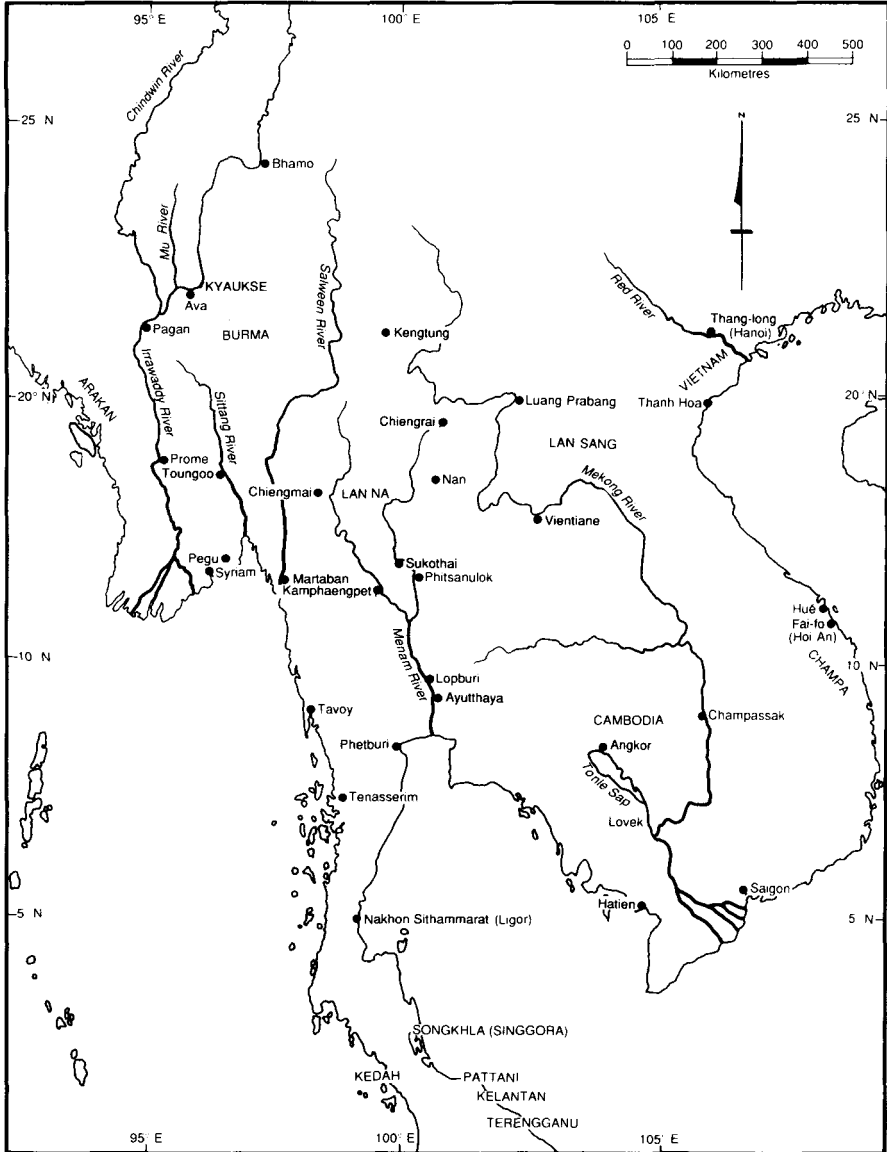 95° E
100° E
105° E
0 100 200 300 400 500
Kilometres
Chindwin River
25 N
25 N
N
Bhamo
Mu River
Salween River
KYAUKSE
Ava
Red River
Pagan
BURMA
Kengtung
Thang-long
(Hanoi)
VIETNAM
ARAKAN
Irrawaddy River
Sittang River
20° N
20° N
Luang Prabang
Thanh Hoa
Chiengrai
LAN SANG
Prome
Toungoo
Nan
Mekong River
Chiengmai
LAN NA
Vientiane
Pegu
Syriam
Sukothai
Phitsanulok
Martaban
Kamphaengpet
Hué
Fai-fo
(Hoi An)
CHAMPA
Menam River
10 N
10 N
Lopburi
Ayutthaya
Tavoy
CAMBODIA
Champassak
Phetburi
Angkor
Tonle Sap
Tenasserim
Lovek
Saigon
Hatien
5 N
5 N
Nakhon Sithammarat (Ligor)
SONGKHLA (SINGGORA)
KEDAH
PATTANI
KELANTAN
TERENGGANU
95° E
100° E
105° E